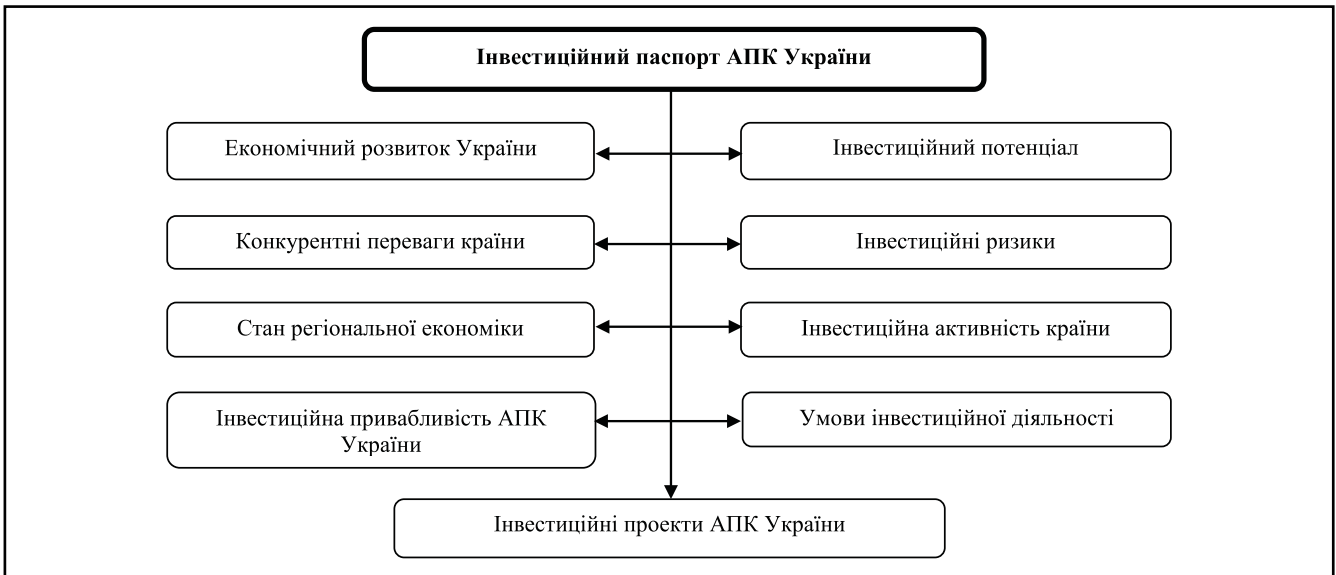 Інвестиційний паспорт АПК України
Економічний розвиток України
Інвестиційний потенціал
Конкурентні переваги країни
Інвестиційні ризики
Стан регіональної економіки
Інвестиційна активність країни
Інвестиційна привабливість АПК
України
Умови інвестиційної діяльності
Інвестиційні проекти АПК України